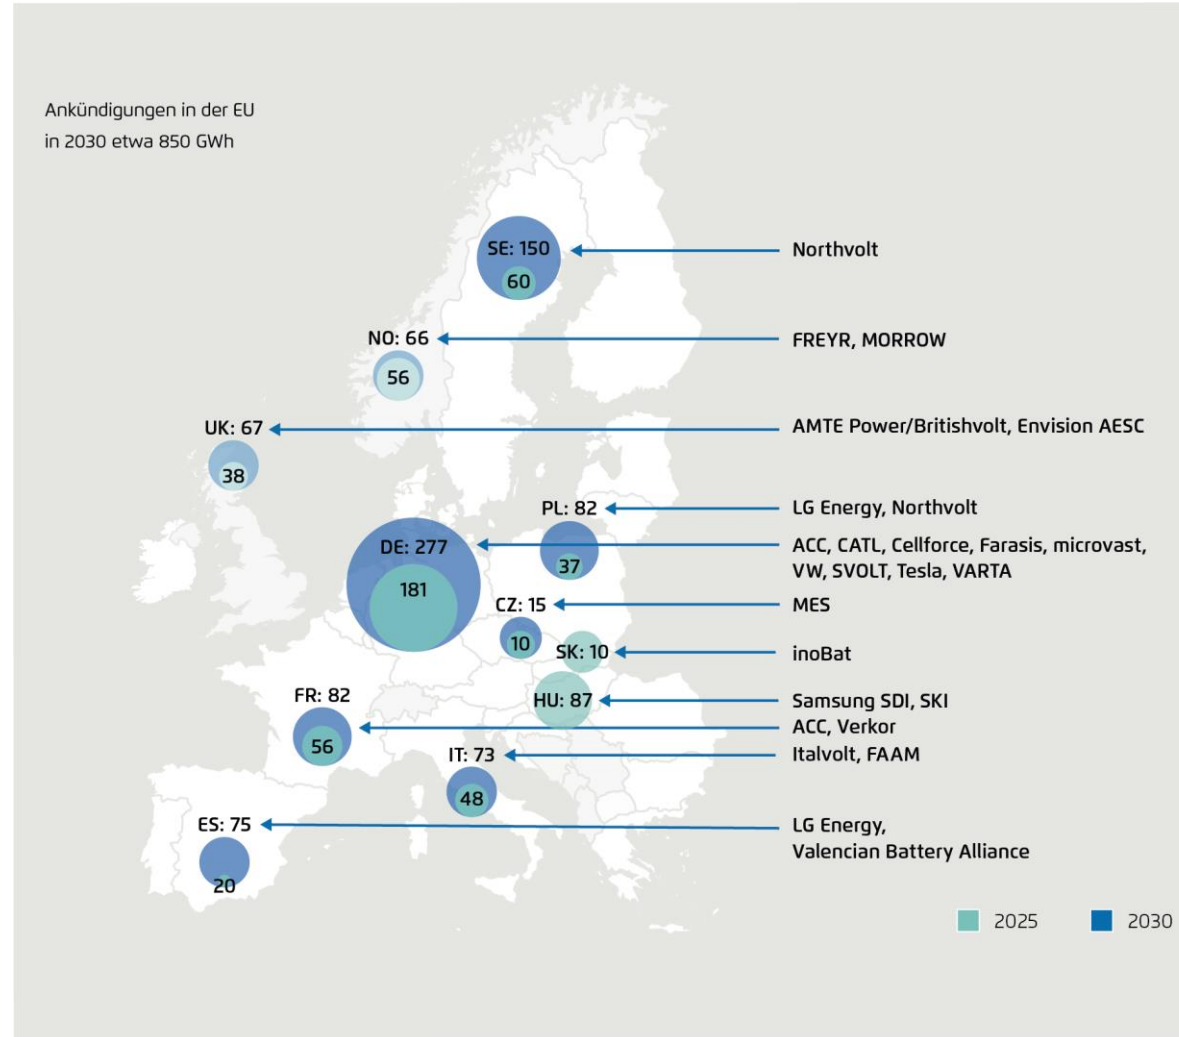 Ankündigungen in der EU
in 2030 etwa 850 GWh
SE: 150
60
Northvolt
NO: 66
56
FREYR, MORROW
UK: 67
38
AMTE Power/Britishvolt, Envision AESC
PL: 82
37
LG Energy, Northvolt
DE: 277
181
ACC, CATL, Cellforce, Farasis, microvast,
VW, SVOLT, Tesla, VARTA
CZ: 15
10
MES
SK: 10
inoBat
HU: 87
Samsung SDI, SKI
FR: 82
56
ACC, Verkor
IT: 73
48
Italvolt, FAAM
ES: 75
20
LG Energy,
Valencian Battery Alliance
2025
2030